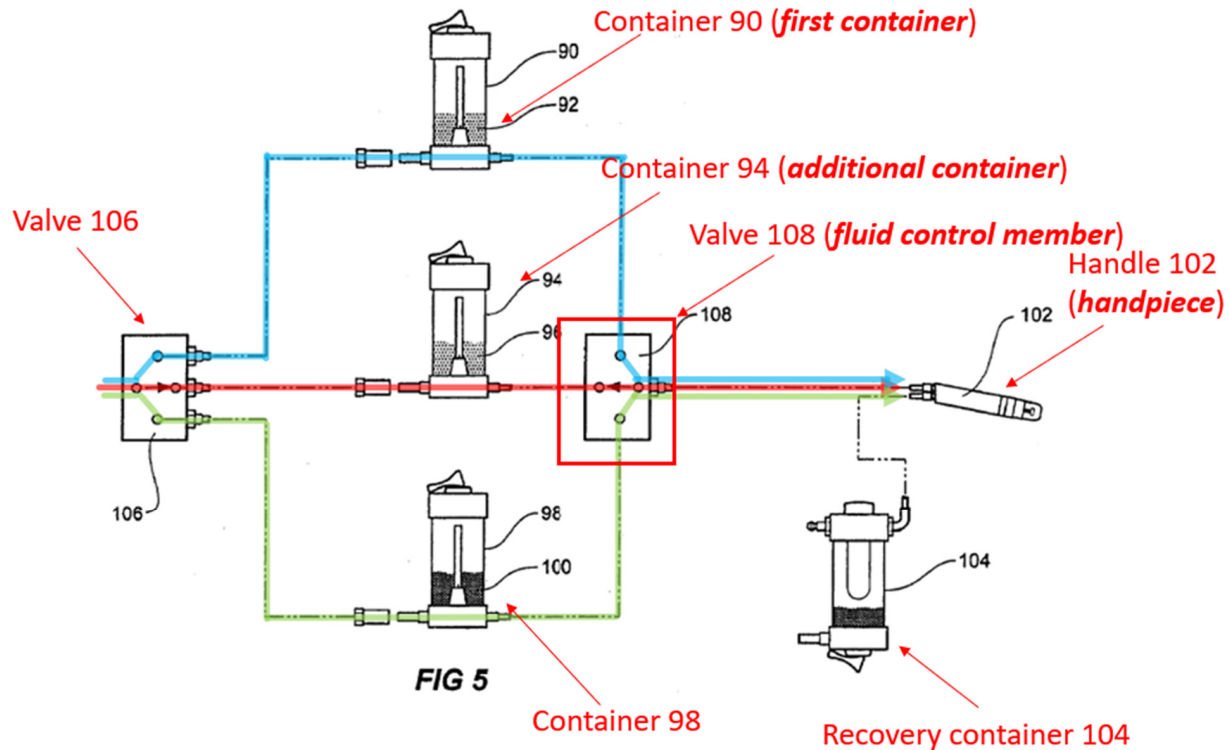 Container 90 (first container)
90
92
Container 94 (additional container)
Valve 106
Valve 108 (fluid control member)
94
Handle 102
(handpiece)
96
108
102
106
98
100
104
FIG 5
Container 98
Recovery container 104